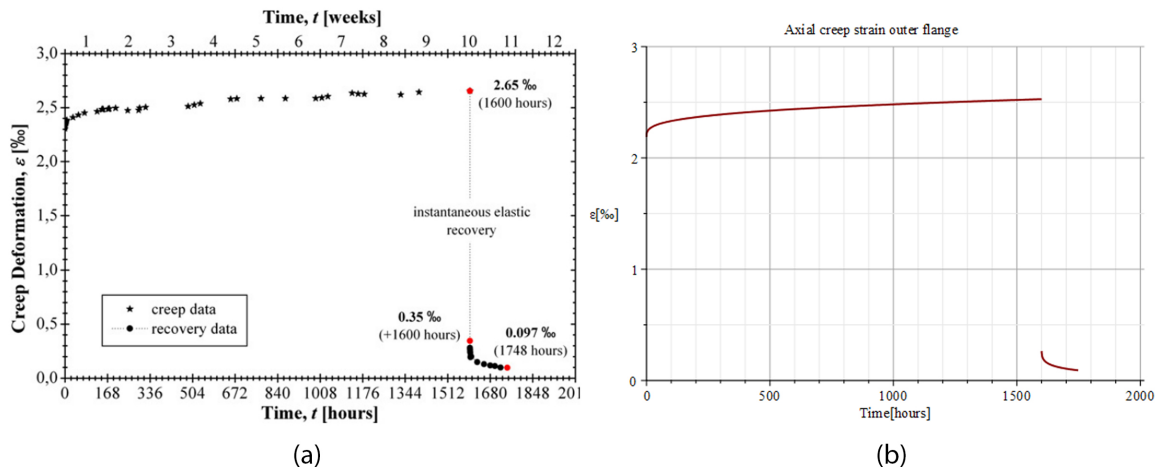 Time, t [weeks]
1 2 3 4 5 6 7 8 9 10 11 12
3,0
2,5
2,0
1,5
1,0
0,5
0,0
Creep Deformation, ε [‰]
2.65 ‰
(1600 hours)
instantaneous elastic
recovery
creep data
recovery data
0.35 ‰
(+1600 hours)
0.097 ‰
(1748 hours)
0 168 336 504 672 840 1008 1176 1344 1512 1680 1848 201
Time, t [hours]
(a)
Axial creep strain outer flange
3
2
ε[‰]
1
0
0 500 1000 1500 2000
Time[hours]
(b)